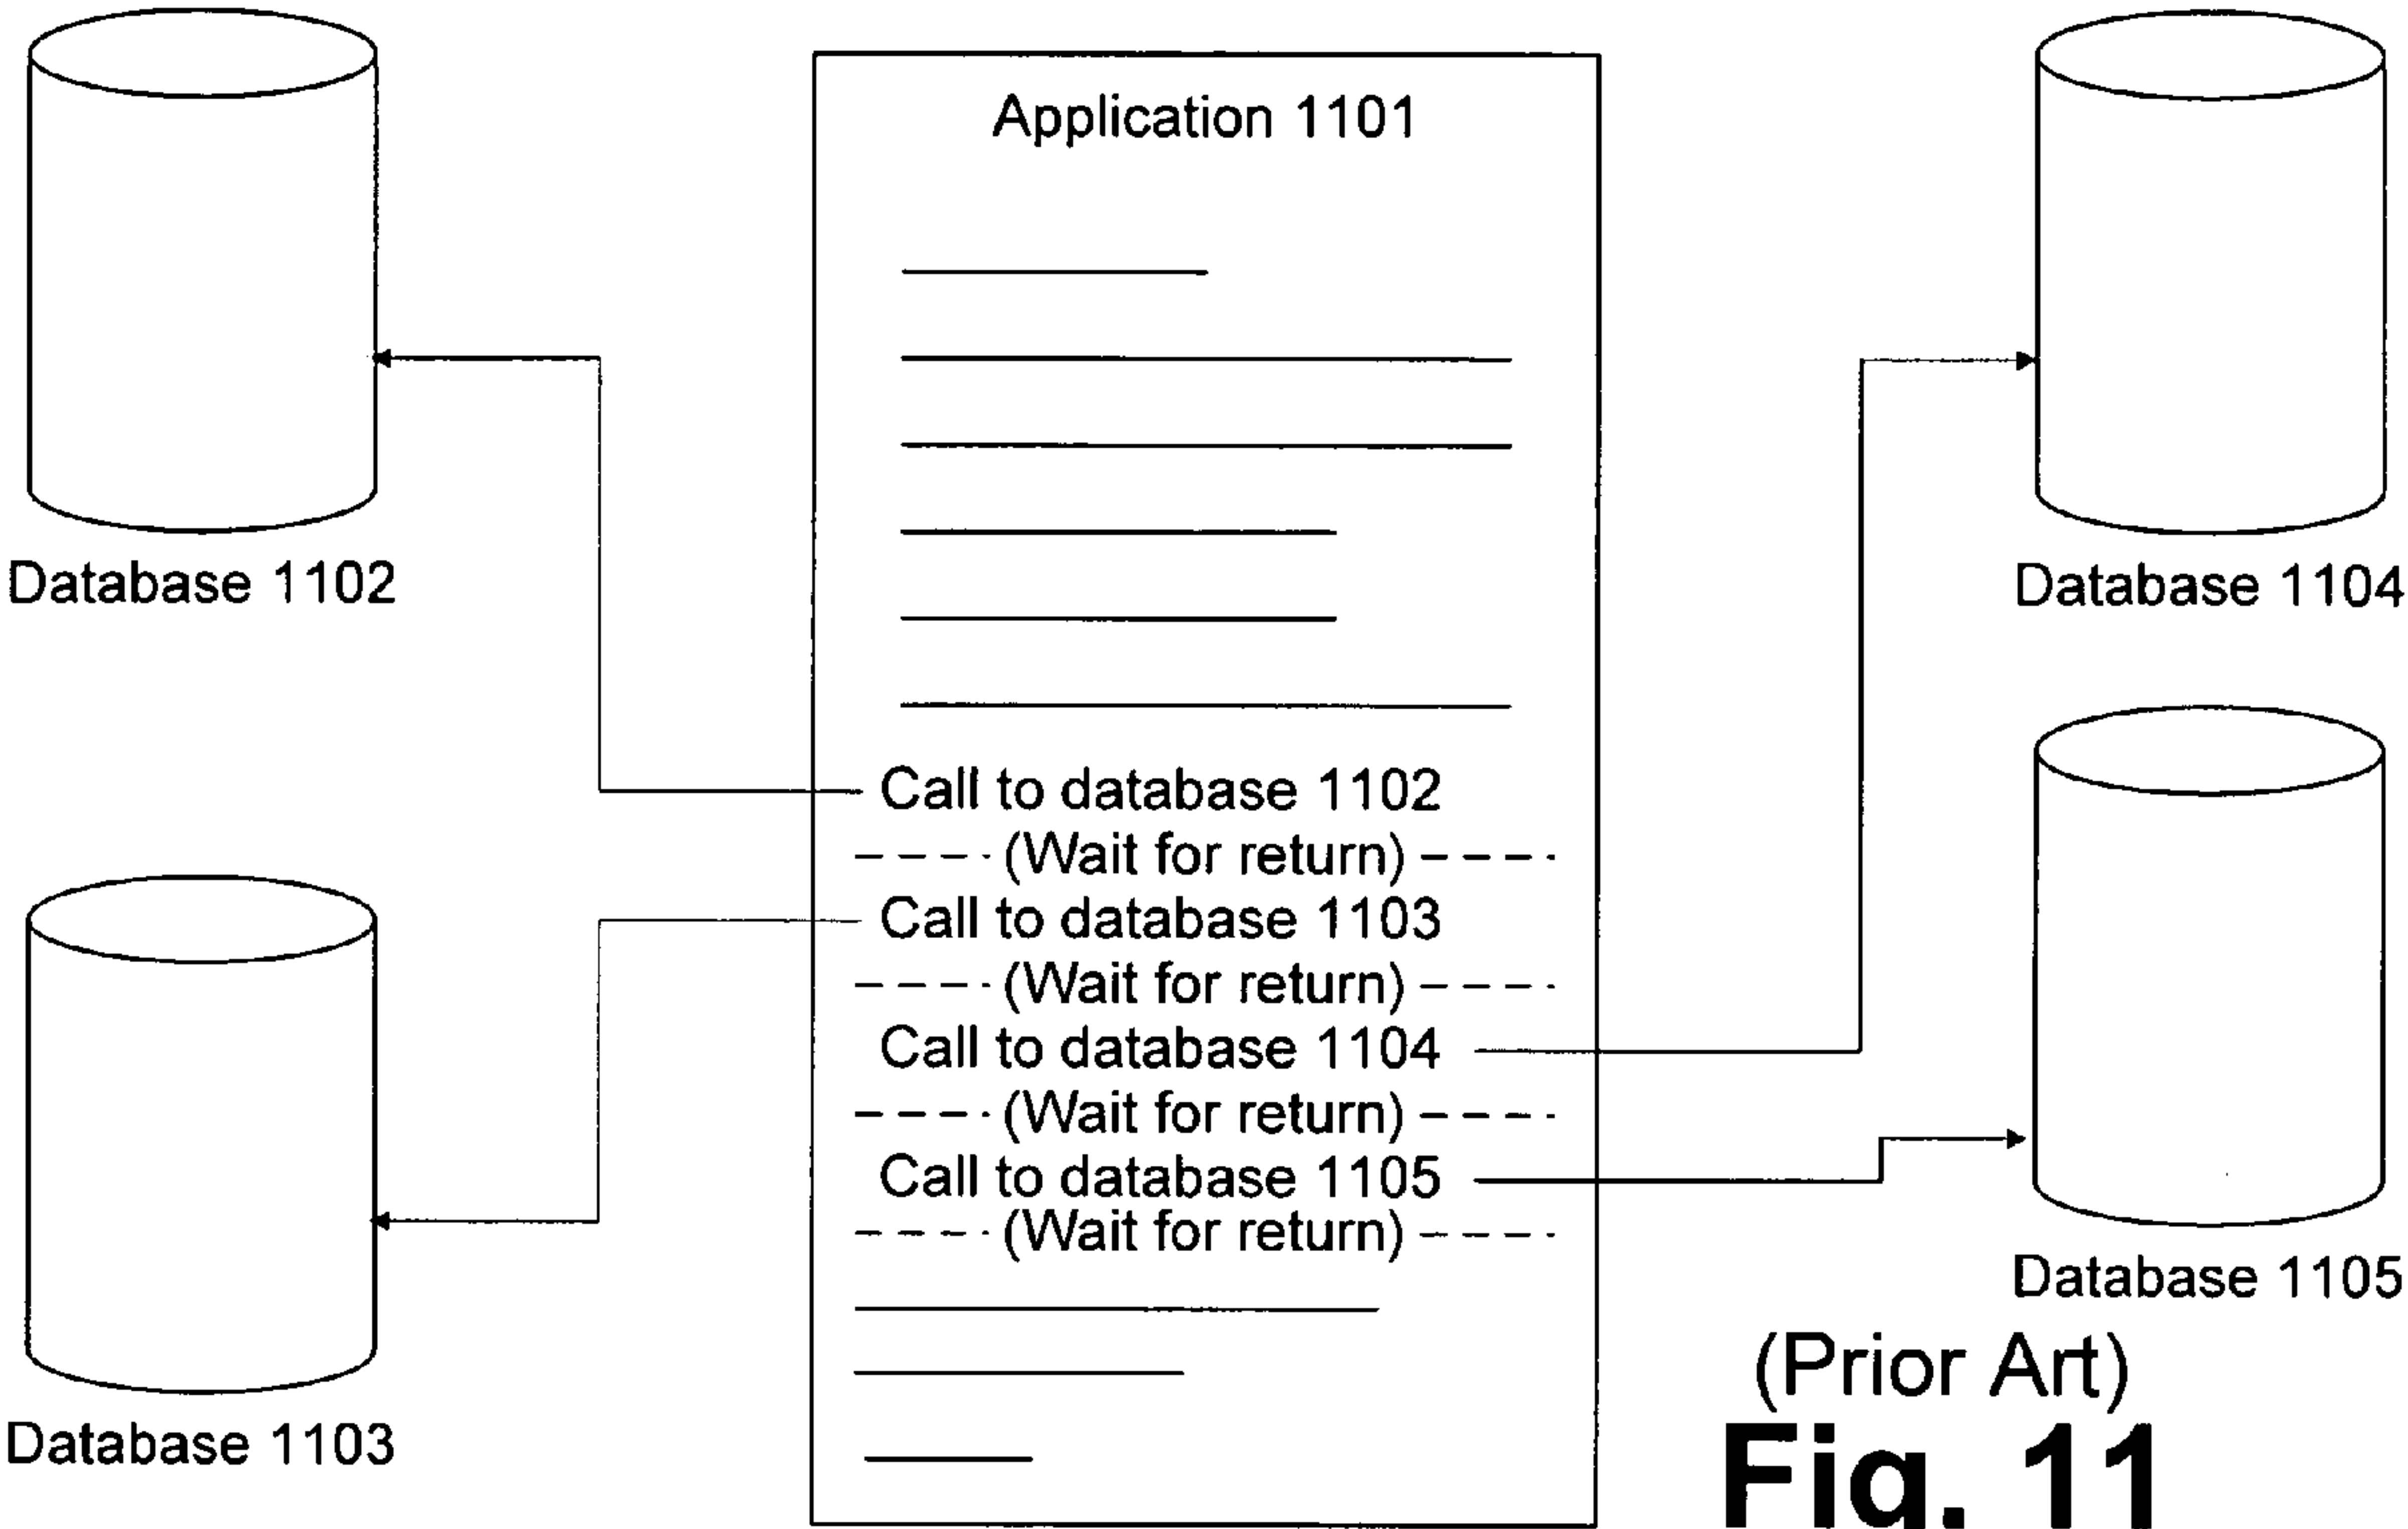 Application 1101
Database 1102
Database 1104
Call to database 1102
(Wait for return)
Call to database 1103
(Wait for return)
Call to database 1104
(Wait for return)
Call to database 1105
(Wait for return)
Database 1103
Database 1105
(Prior Art)
Fig. 11